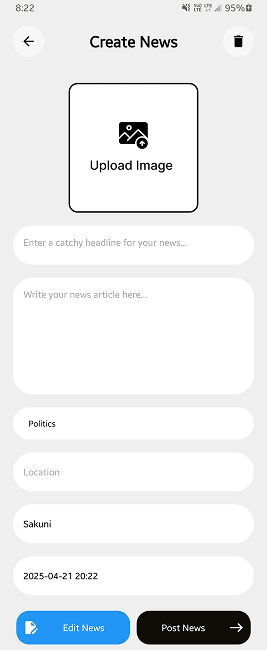 8:22
95%
Create News
Upload Image
Enter a catchy headline for your news...
Write your news article here...
Politics
Location
Sakuni
2025-04-21 20:22
Edit News
Post News